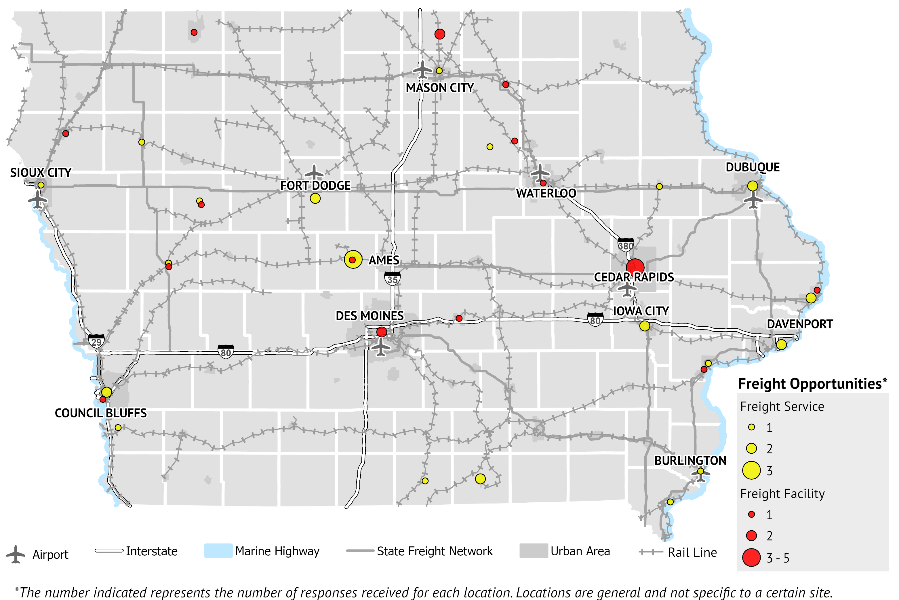 MASON CITY
SIOUX CITY
FORT DODGE
WATERLOO
DUBUQUE
380
AMES
35
CEDAR RAPIDS
IOWA CITY
DES MOINES
80
DAVENPORT
29
80
COUNCIL BLUFFS
BURLINGTON
Freight Opportunities*
Freight Service
1
2
3
Freight Facility
1
2
3 - 5
Airport
Interstate
Marine Highway
State Freight Network
Urban Area
Rail Line
*The number indicated represents the number of responses received for each location. Locations are general and not specific to a certain site.